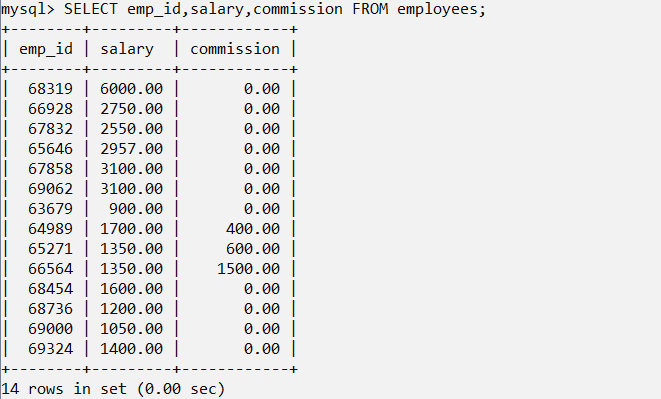 mysql> SELECT emp_id,salary,commission FROM employees;
+--------+---------+------------+
| emp_id | salary  | commission |
+--------+---------+------------+
|  68319 | 6000.00 |       0.00 |
|  66928 | 2750.00 |       0.00 |
|  67832 | 2550.00 |       0.00 |
|  65646 | 2957.00 |       0.00 |
|  67858 | 3100.00 |       0.00 |
|  69062 | 3100.00 |       0.00 |
|  63679 |  900.00 |       0.00 |
|  64989 | 1700.00 |     400.00 |
|  65271 | 1350.00 |     600.00 |
|  66564 | 1350.00 |    1500.00 |
|  68454 | 1600.00 |       0.00 |
|  68736 | 1200.00 |       0.00 |
|  69000 | 1050.00 |       0.00 |
|  69324 | 1400.00 |       0.00 |
+--------+---------+------------+
14 rows in set (0.00 sec)